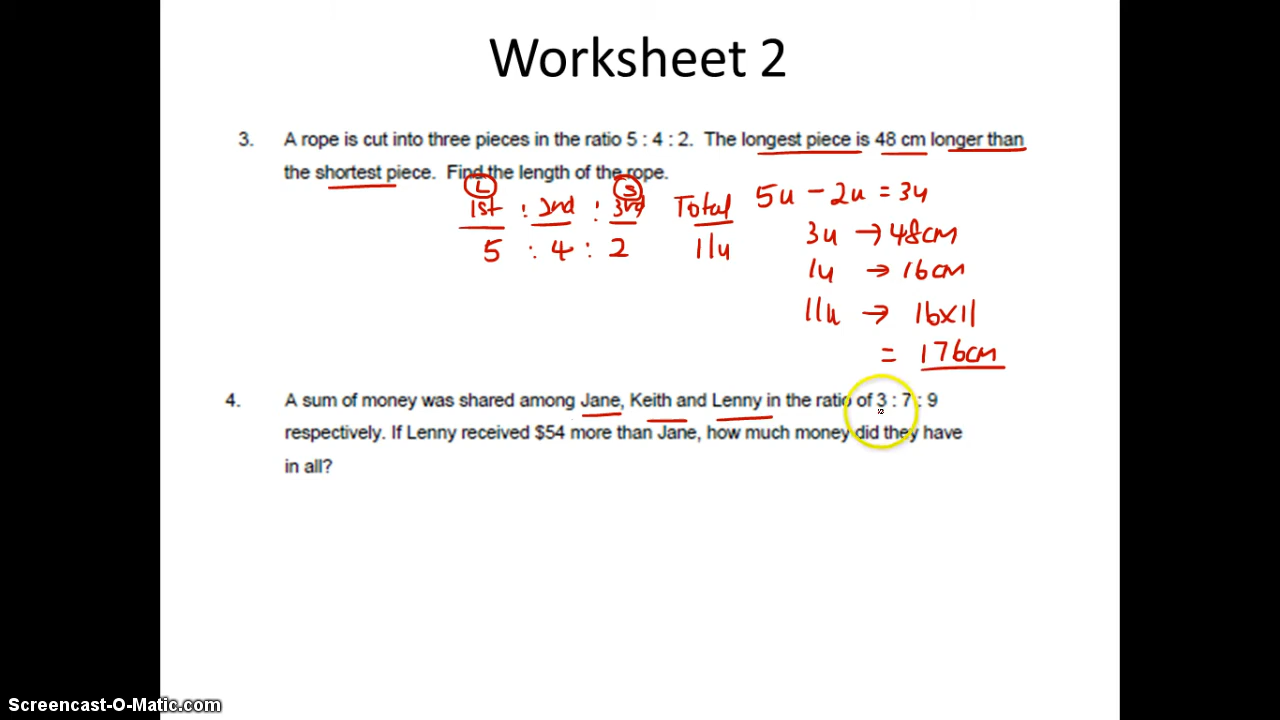 Worksheet 2
3. A rope is cut into three pieces in the ratio 5 : 4 : 2. The longest piece is 48 cm longer than
the shortest piece. Find the length of the rope.
L S
1st : 2nd : 3rd Total
5 : 4 : 2 11u
5u - 2u = 3u
3u → 48cm
1u → 16cm
11u → 16x11
= 176cm
4. A sum of money was shared among Jane, Keith and Lenny in the ratio of 3 : 7 : 9
respectively. If Lenny received $54 more than Jane, how much money did they have
in all?
Screencast-O-Matic.com